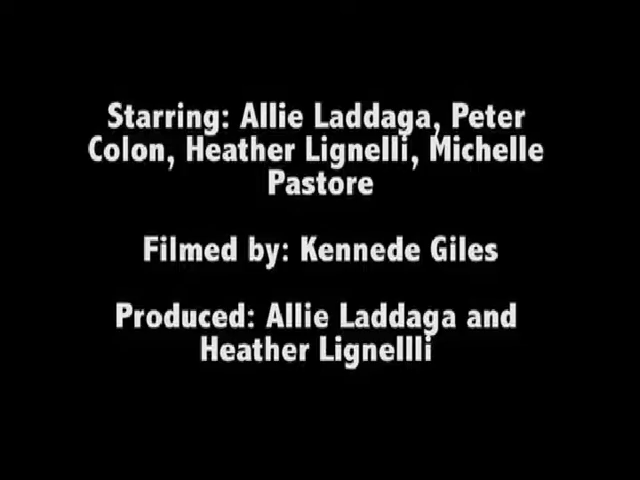 Starring: Allie Laddaga, Peter
Colon, Heather Lignelli, Michelle
Pastore
Filmed by: Kennede Giles
Produced: Allie Laddaga and
Heather Lignellli